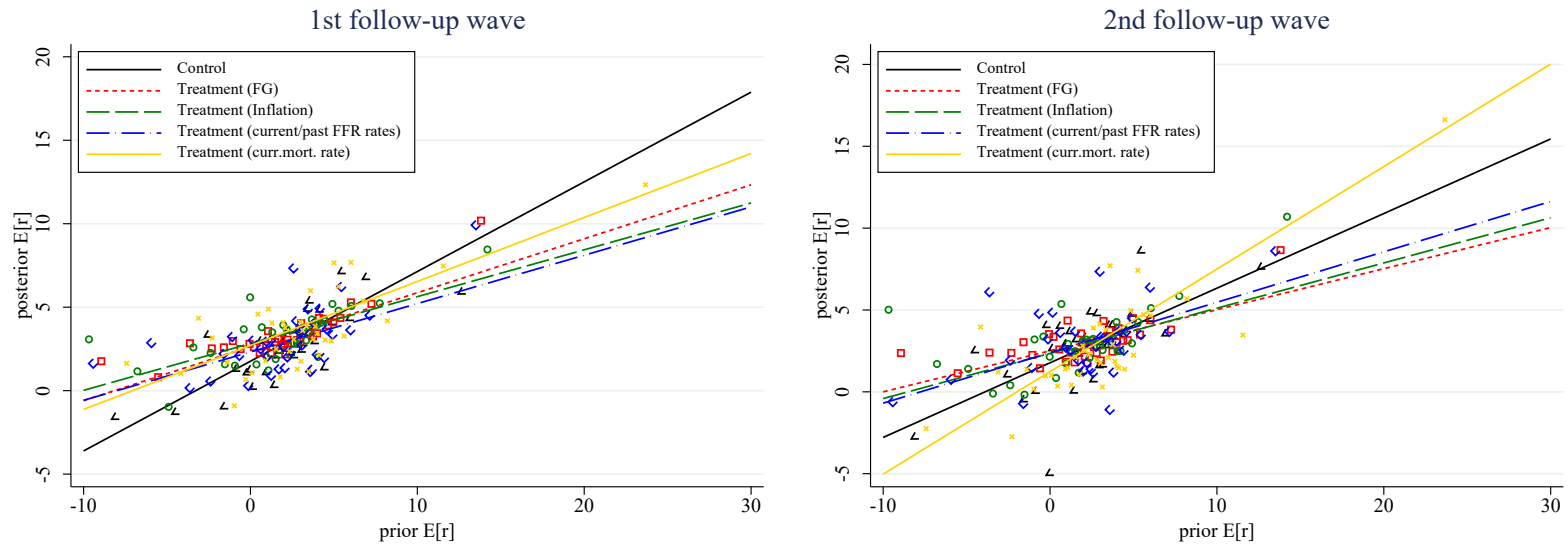 1st follow-up wave
20
15
10
5
0
-5
posterior E[r]
Control
Treatment (FG)
Treatment (Inflation)
Treatment (current/past FFR rates)
Treatment (curr.mort. rate)
-10
0
10
20
30
prior E[r]
2nd follow-up wave
20
15
10
5
0
-5
posterior E[r]
Control
Treatment (FG)
Treatment (Inflation)
Treatment (current/past FFR rates)
Treatment (curr.mort. rate)
-10
0
10
20
30
prior E[r]